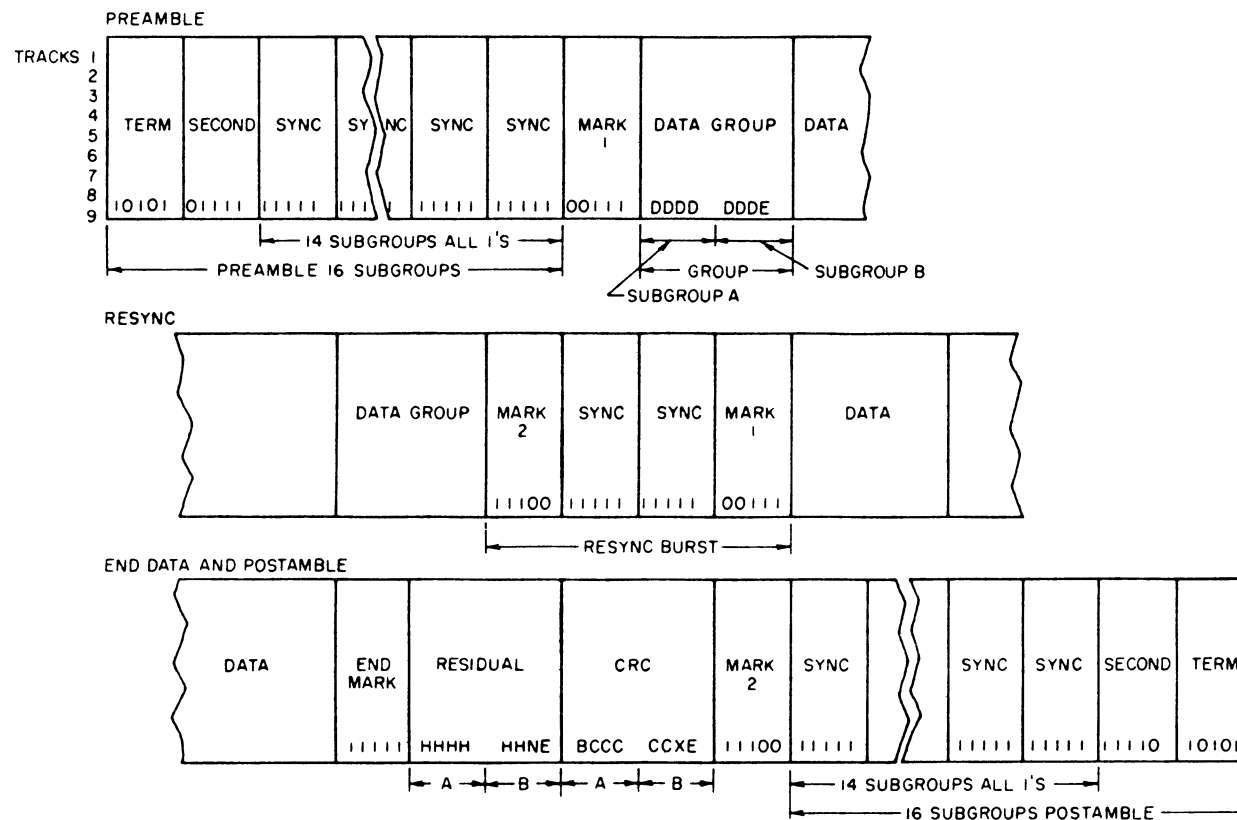 PREAMBLE
TRACKS 1
2
3
4
5
6
7
8
9
TERM SECOND SYNC SY NC SYNC SYNC MARK 1 DATA GROUP DATA
10101 01111 11111 111 1 11111 11111 00111 DDDD DDDE
14 SUBGROUPS ALL 1'S
PREAMBLE 16 SUBGROUPS
GROUP
SUBGROUP B
SUBGROUP A
RESYNC
DATA GROUP MARK 2 SYNC SYNC MARK 1 DATA
11100 11111 11111 00111
RESYNC BURST
END DATA AND POSTAMBLE
DATA END MARK RESIDUAL CRC MARK 2 SYNC SYNC SYNC SECOND TERM
11111 HHHH HHNE BCCC CCXE 11100 11111 11111 11111 11110 10101
A B A B
14 SUBGROUPS ALL 1'S
16 SUBGROUPS POSTAMBLE